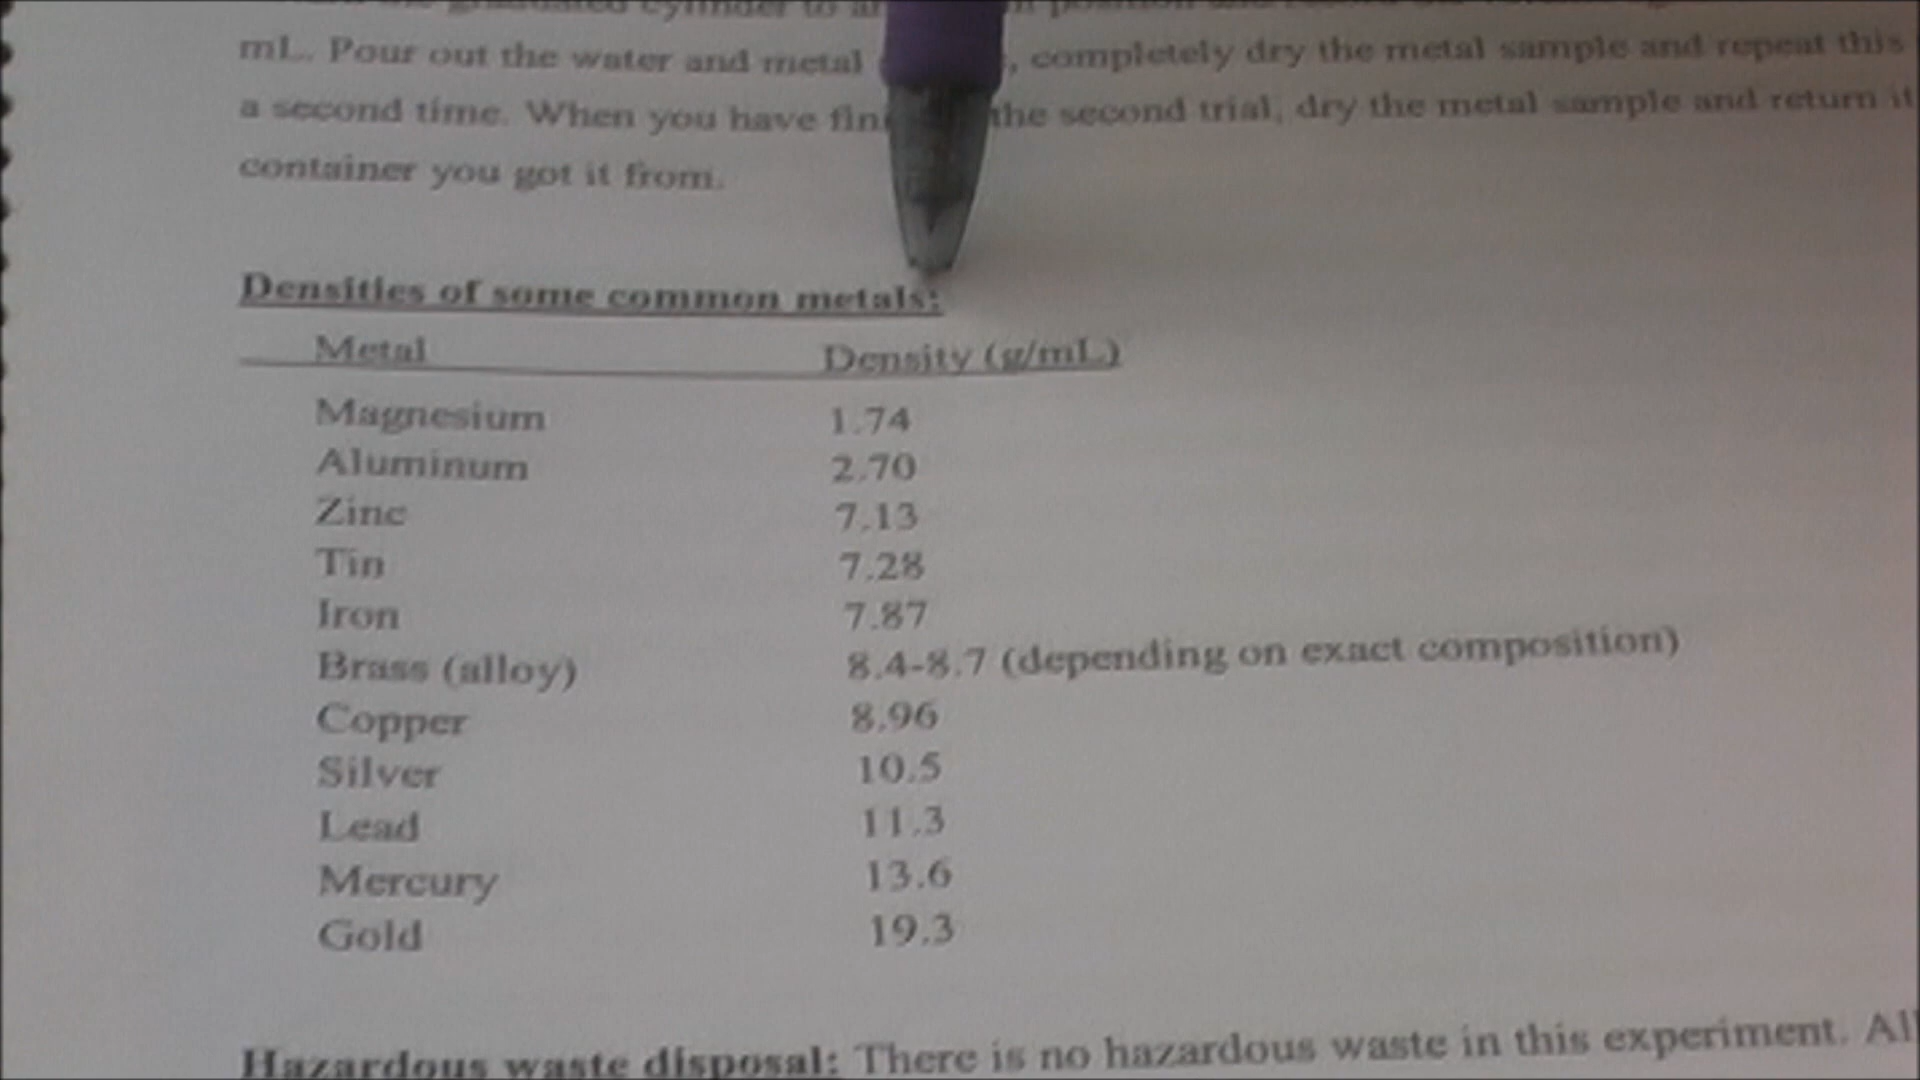 graduated cylinder to
mL. Pour out the water and metal , completely dry the metal sample and repeat this
a second time. When you have the second trial, dry the metal sample and return it
container you got it from.
Densities of some common metals:
Metal Density (g/mL)
Magnesium 1.74
Aluminum 2.70
Zinc 7.13
Tin 7.28
Iron 7.87
Brass (alloy) 8.4-8.7 (depending on exact composition)
Copper 8.96
Silver 10.5
Lead 11.3
Mercury 13.6
Gold 19.3
Hazardous waste disposal: There is no hazardous waste in this experiment. All